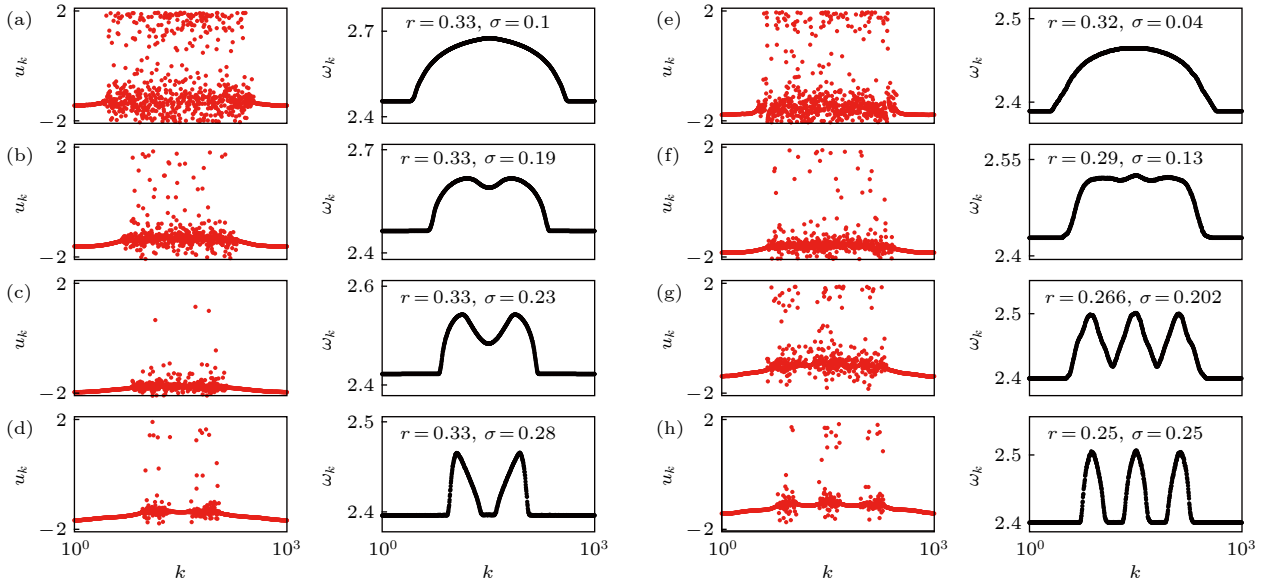 (a)
2
−2
u_k
2.7
2.4
ω_k
r = 0.33, σ = 0.1
(e)
2
−2
u_k
2.5
2.4
ω_k
r = 0.32, σ = 0.04
(b)
2
−2
u_k
2.7
2.4
ω_k
r = 0.33, σ = 0.19
(f)
2
−2
u_k
2.55
2.4
ω_k
r = 0.29, σ = 0.13
(c)
2
−2
u_k
2.6
2.4
ω_k
r = 0.33, σ = 0.23
(g)
2
−2
u_k
2.5
2.4
ω_k
r = 0.266, σ = 0.202
(d)
2
−2
u_k
10^0
10^3
k
2.5
2.4
ω_k
r = 0.33, σ = 0.28
10^0
10^3
k
(h)
2
−2
u_k
10^0
10^3
k
2.5
2.4
ω_k
r = 0.25, σ = 0.25
10^0
10^3
k